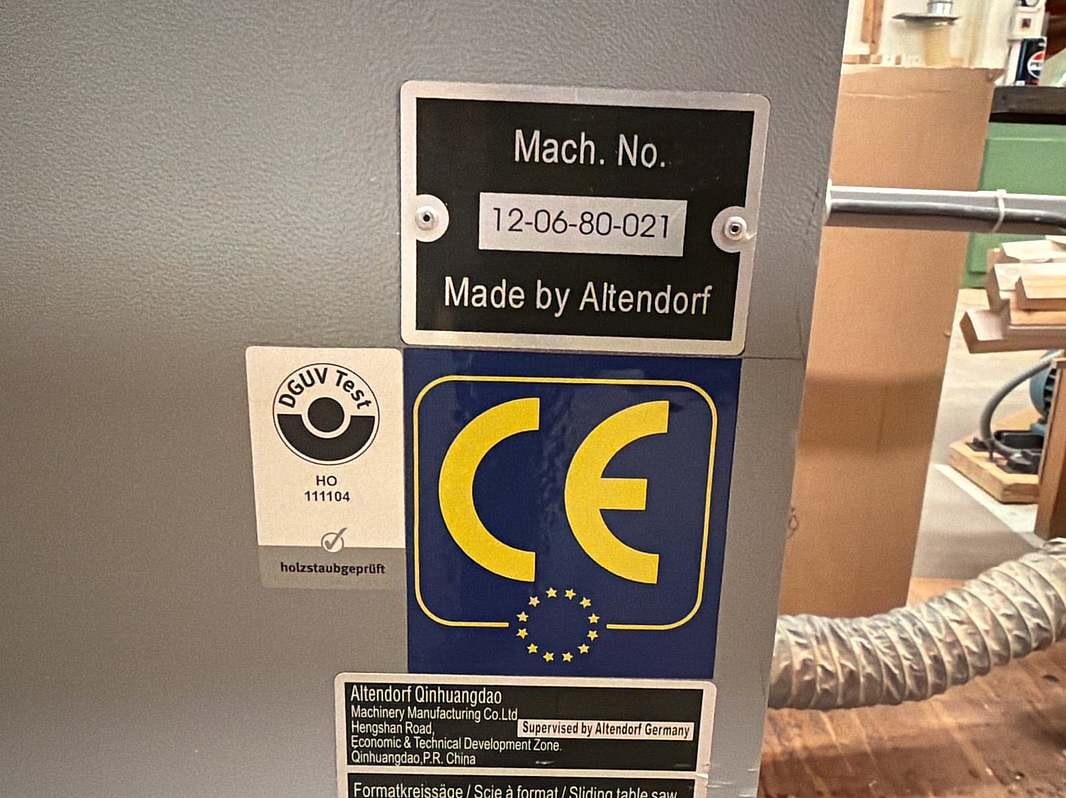 Mach. No.
12-06-80-021
Made by Altendorf
DGUV Test
HO
111104
holzstaubgeprüft
CE
Altendorf Qinhuangdao
Machinery Manufacturing Co.Ltd
Hengshan Road,
Supervised by Altendorf Germany
Economic & Technical Development Zone.
Qinhuangdao,P.R. China
Formatkreissäge / Scie à format / Sliding table saw